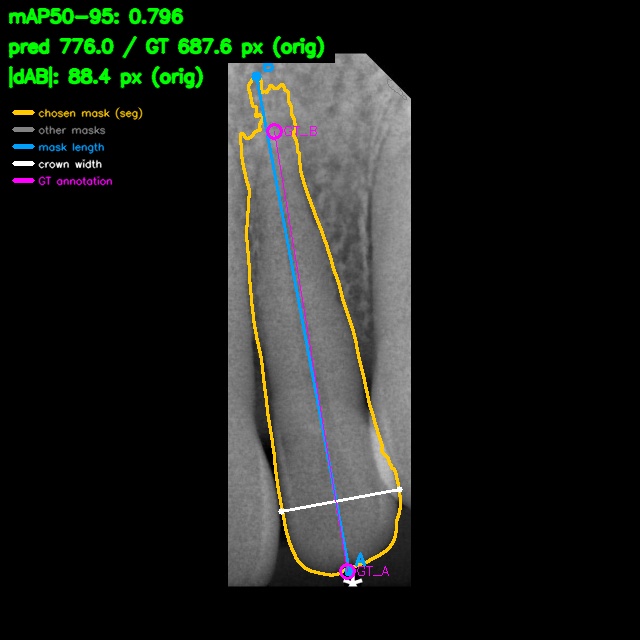 mAP50-95: 0.796
pred 776.0 / GT 687.6 px (orig)
|dAB|: 88.4 px (orig)
chosen mask (seg)
other masks
mask length
crown width
GT annotation
B
GT_B
A
GT_A